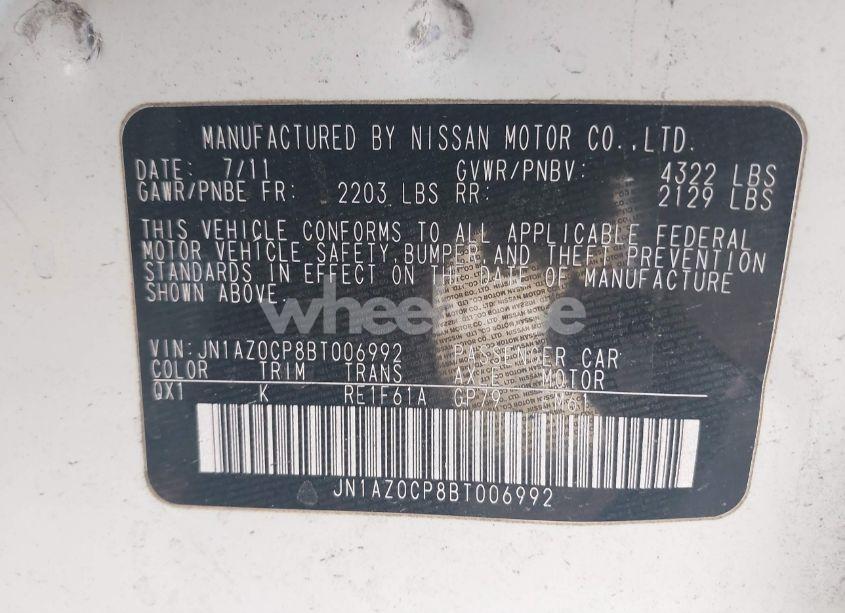 MANUFACTURED BY NISSAN MOTOR CO.,LTD.
DATE: 7/11 GVWR/PNBV: 4322 LBS
GAWR/PNBE FR: 2203 LBS RR: 2129 LBS
THIS VEHICLE CONFORMS TO ALL APPLICABLE FEDERAL
MOTOR VEHICLE SAFETY, BUMPER AND THEFT PREVENTION
STANDARDS IN EFFECT ON THE DATE OF MANUFACTURE
SHOWN ABOVE.
VIN:JN1AZ0CP8BT006992 PASSENGER CAR
COLOR TRIM TRANS AXLE MOTOR
QX1 K RE1F61A GP79 M61
JN1AZ0CP8BT006992